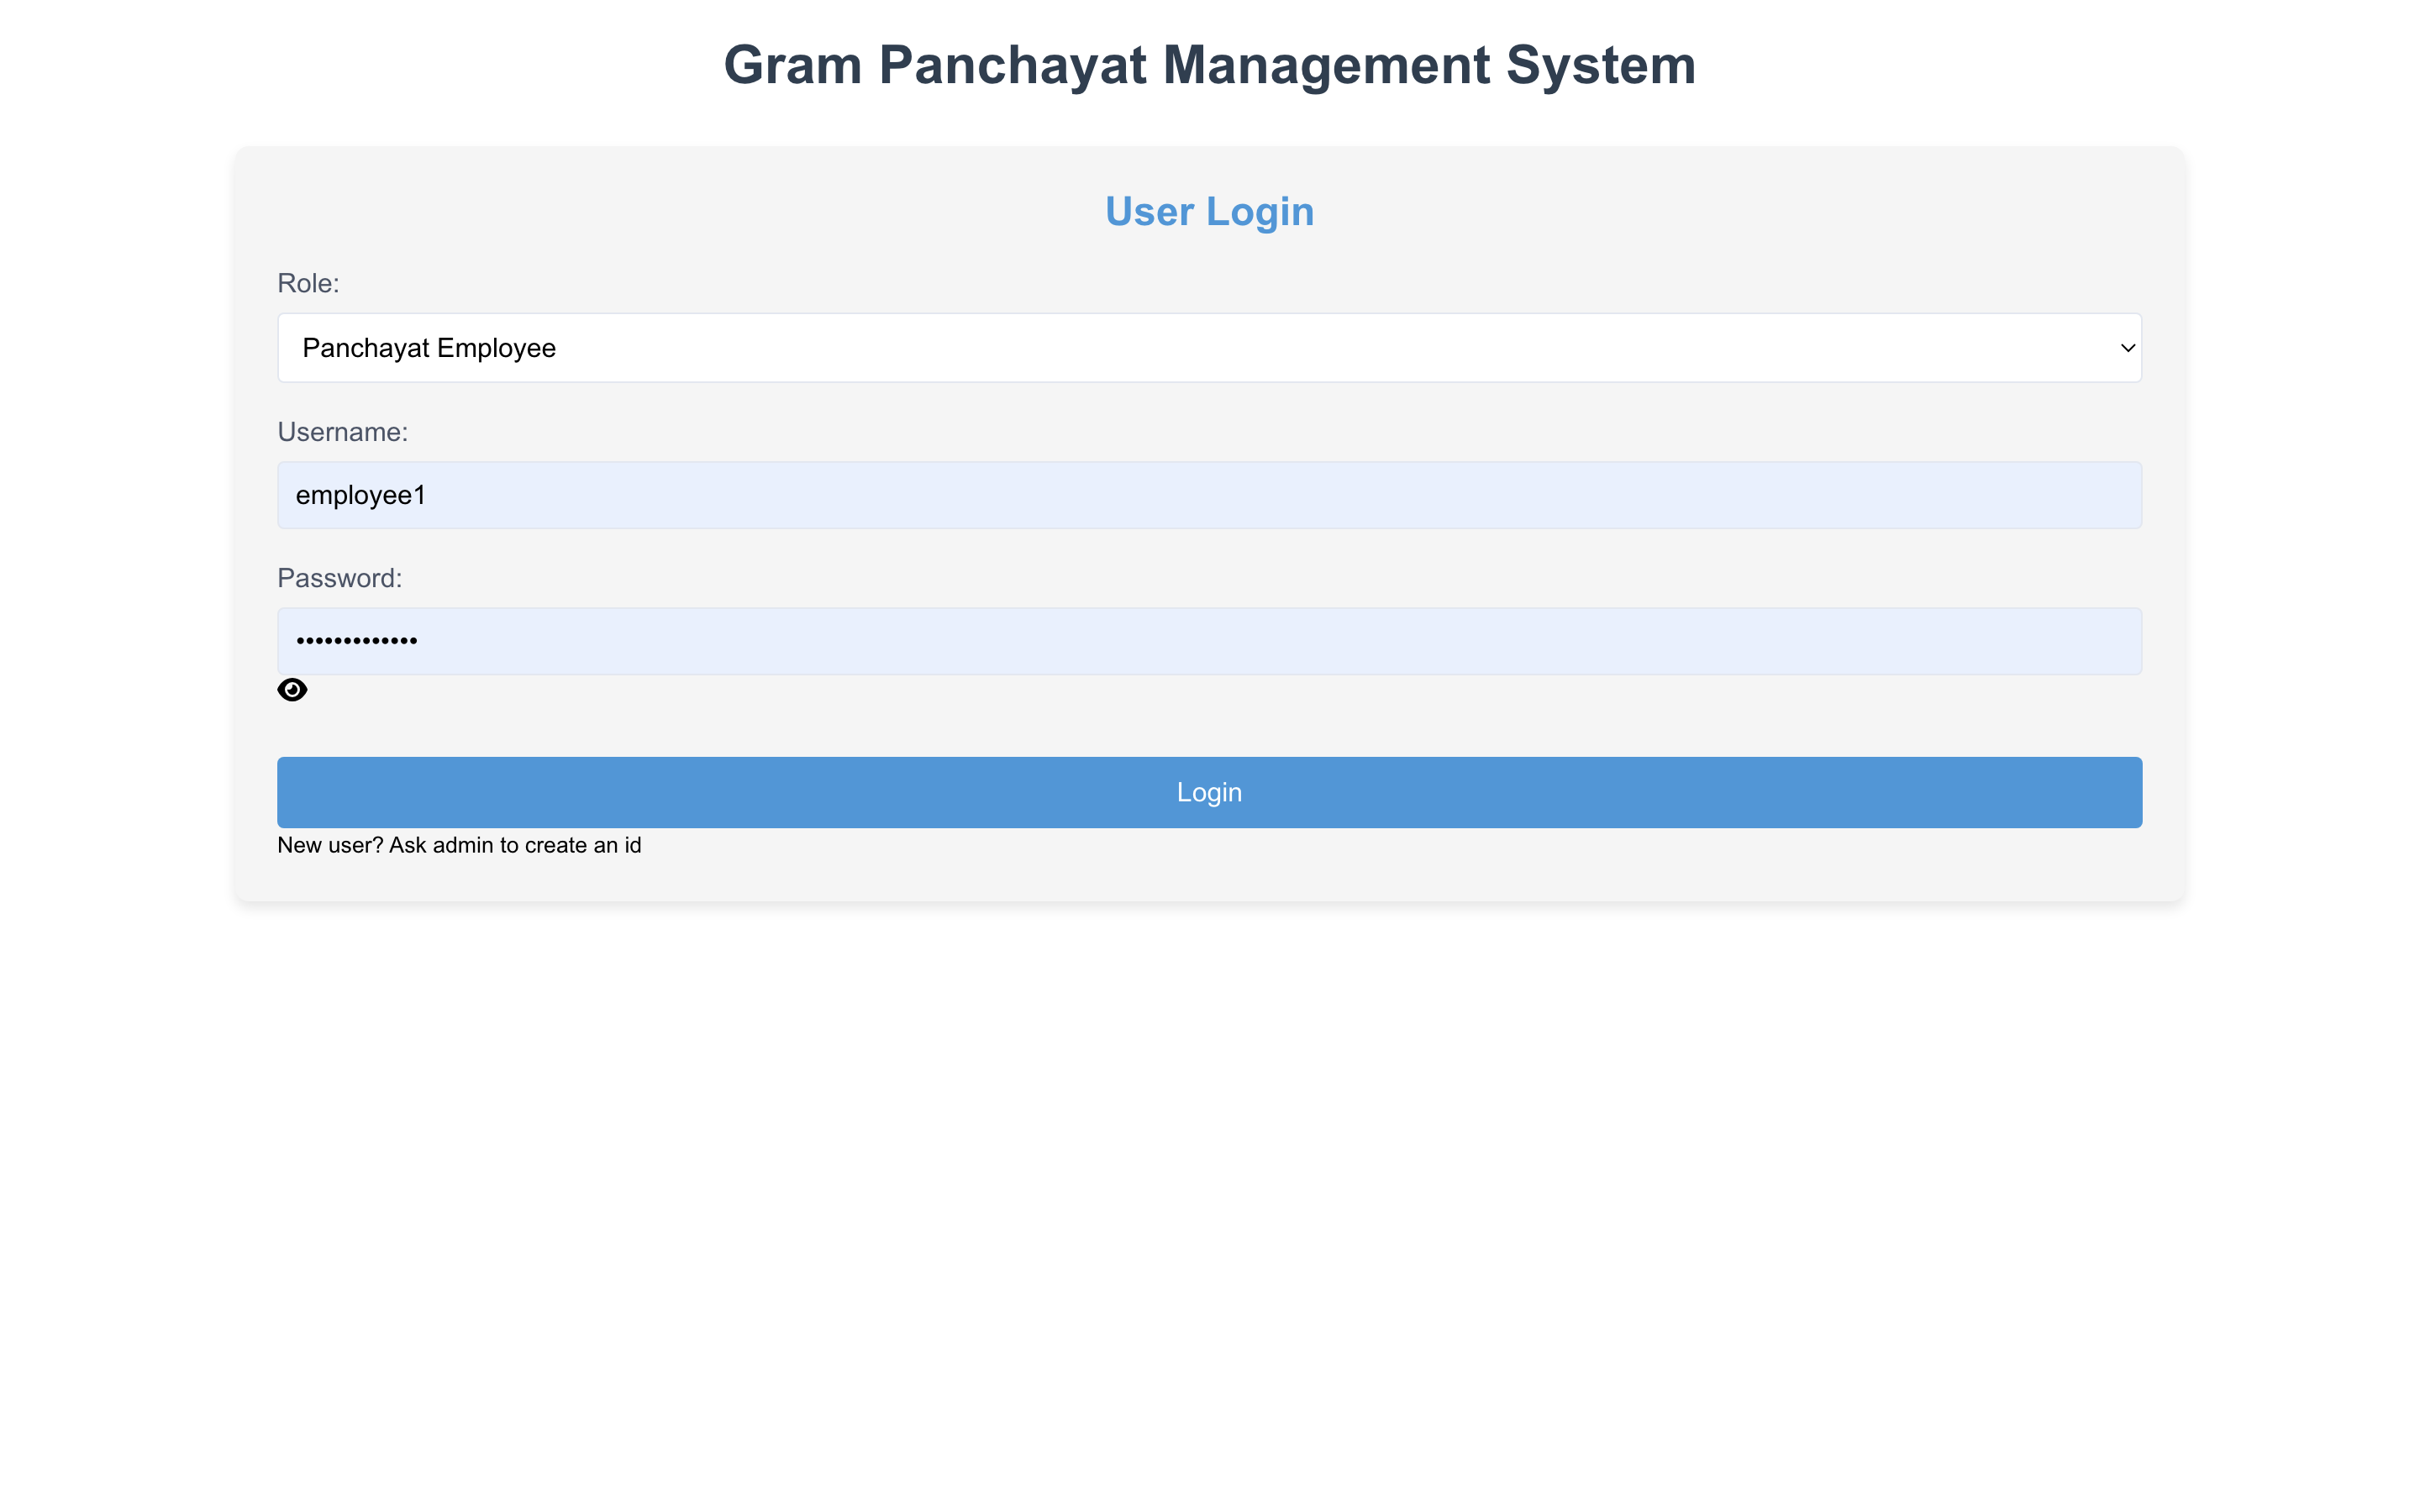 Gram Panchayat Management System
User Login
Role:
Panchayat Employee
Username:
employee1
Password:
•••••••••••••
Login
New user? Ask admin to create an id